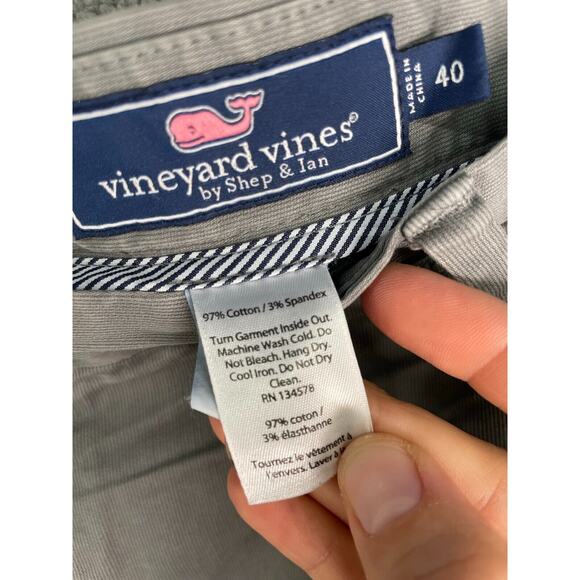 vineyard vines®
by Shep & Ian
MADE IN
CHINA
40
97% Cotton / 3% Spandex
Turn Garment Inside Out.
Machine Wash Cold. Do
Not Bleach. Hang Dry.
Cool Iron. Do Not Dry
Clean.
RN 134578
97% coton /
3% élasthanne
Tournez le vêtement à
l'envers. Laver à